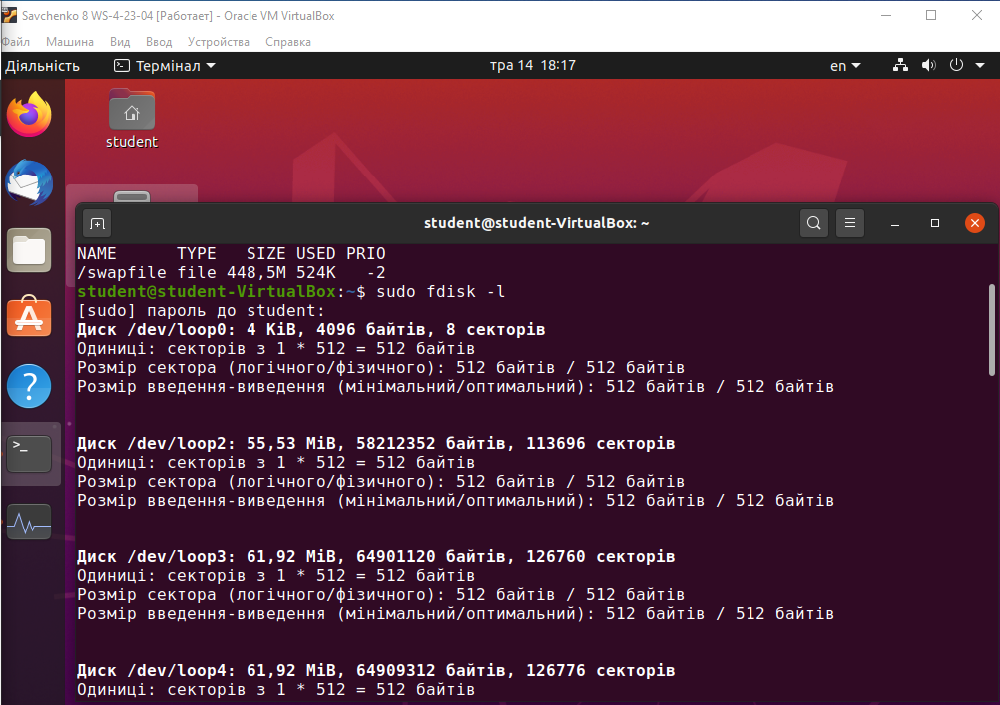 Savchenko 8 WS-4-23-04 [Работает] - Oracle VM VirtualBox
Файл Машина Вид Ввод Устройства Справка
Діяльність Термінал тра 14 18:17 en
student
student@student-VirtualBox: ~
NAME TYPE SIZE USED PRIO
/swapfile file 448,5M 524K -2
student@student-VirtualBox:~$ sudo fdisk -l
[sudo] пароль до student:
Диск /dev/loop0: 4 KiB, 4096 байтів, 8 секторів
Одиниці: секторів з 1 * 512 = 512 байтів
Розмір сектора (логічного/фізичного): 512 байтів / 512 байтів
Розмір введення-виведення (мінімальний/оптимальний): 512 байтів / 512 байтів
Диск /dev/loop2: 55,53 MiB, 58212352 байтів, 113696 секторів
Одиниці: секторів з 1 * 512 = 512 байтів
Розмір сектора (логічного/фізичного): 512 байтів / 512 байтів
Розмір введення-виведення (мінімальний/оптимальний): 512 байтів / 512 байтів
Диск /dev/loop3: 61,92 MiB, 64901120 байтів, 126760 секторів
Одиниці: секторів з 1 * 512 = 512 байтів
Розмір сектора (логічного/фізичного): 512 байтів / 512 байтів
Розмір введення-виведення (мінімальний/оптимальний): 512 байтів / 512 байтів
Диск /dev/loop4: 61,92 MiB, 64909312 байтів, 126776 секторів
Одиниці: секторів з 1 * 512 = 512 байтів